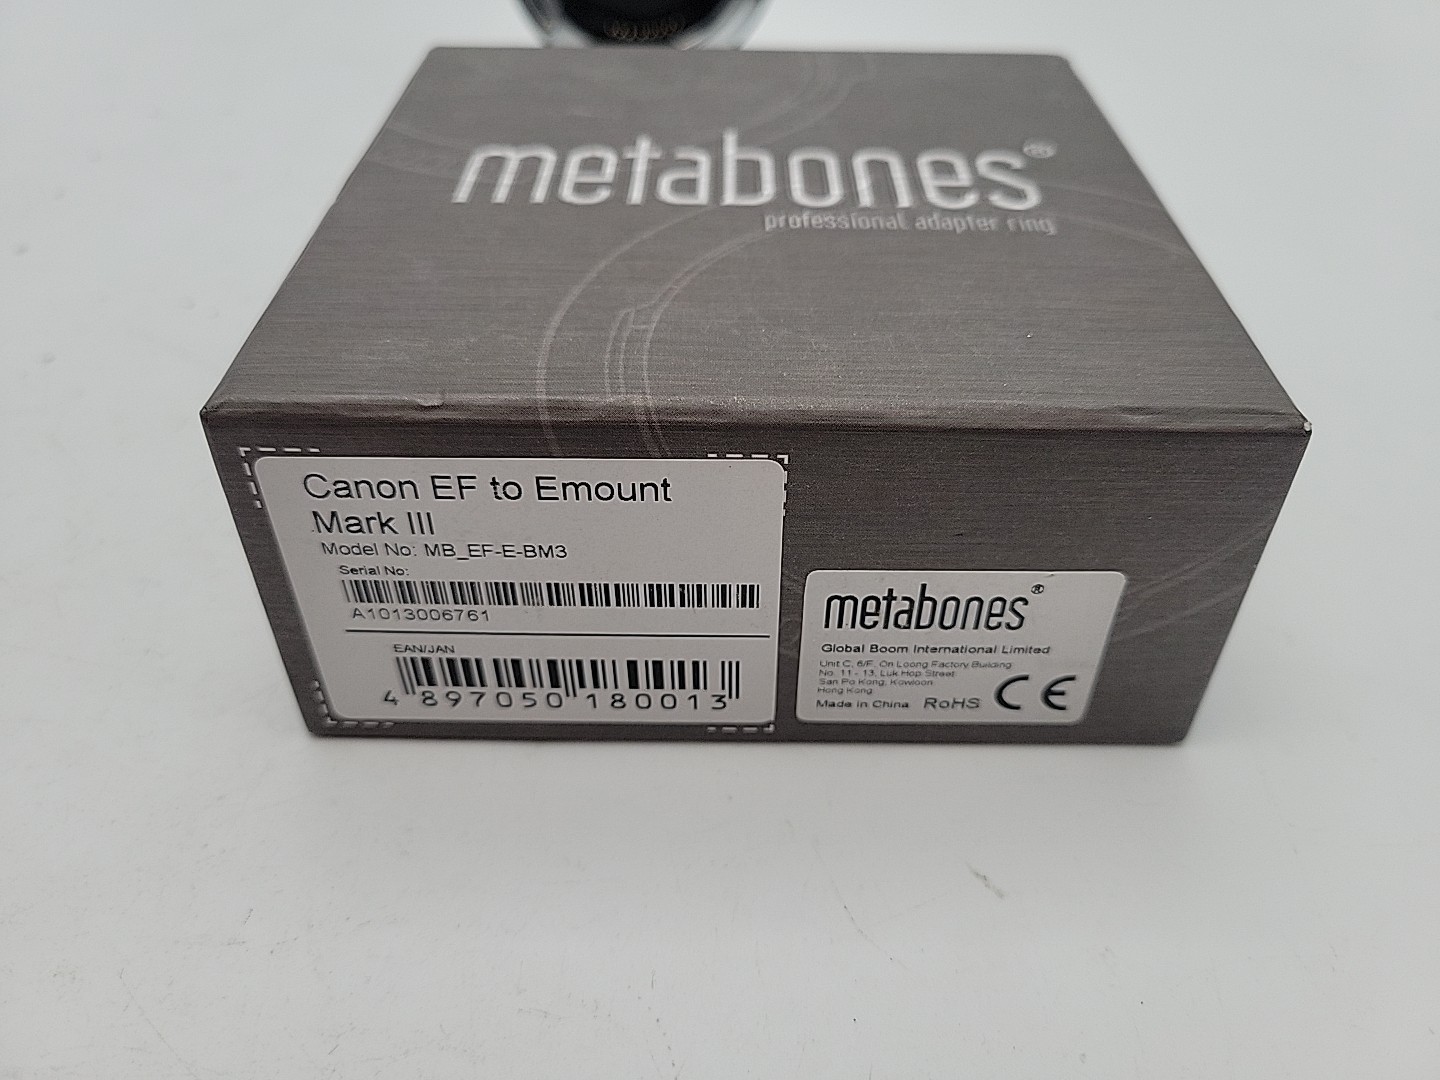 metabones®
professional adapter ring
Canon EF to Emount
Mark III
Model No: MB_EF-E-BM3
Serial No:
A1013006761
EAN/JAN
4 897050 180013
metabones®
Global Boom International Limited
Unit C, 6/F, On Loong Factory Building
No. 11 - 13, Luk Hop Street
San Po Kong, Kowloon
Hong Kong
Made in China RoHS CE